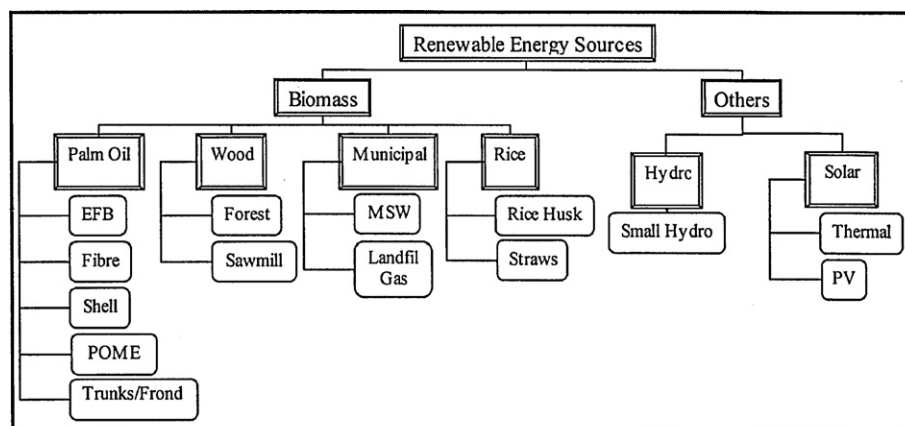 Renewable Energy Sources
Biomass
Others
Palm Oil
Wood
Municipal
Rice
Hydrc
Solar
EFB
Forest
MSW
Rice Husk
Small Hydro
Thermal
Fibre
Sawmill
Landfil
Gas
Straws
PV
Shell
POME
Trunks/Frond